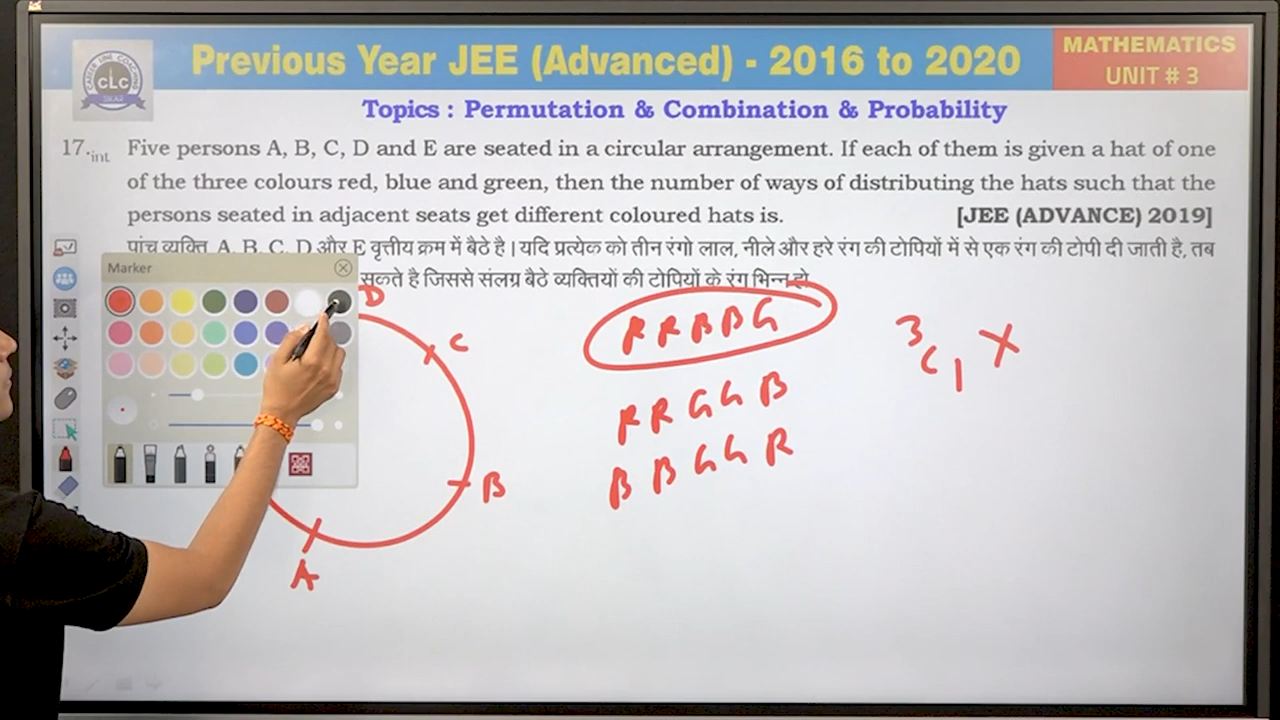 Previous Year JEE (Advanced) - 2016 to 2020
MATHEMATICS
UNIT # 3
CLC
Topics : Permutation & Combination & Probability
17.int Five persons A, B, C, D and E are seated in a circular arrangement. If each of them is given a hat of one
of the three colours red, blue and green, then the number of ways of distributing the hats such that the
persons seated in adjacent seats get different coloured hats is. [JEE (ADVANCE) 2019]
पांच व्यक्ति A, B, C, D और E वृत्तीय क्रम में बैठे है। यदि प्रत्येक को तीन रंगो लाल, नीले और हरे रंग की टोपियों में से एक रंग की टोपी दी जाती है, तब
सकते है जिससे संलग्न बैठे व्यक्तियों की टोपियों के रंग भिन्न हो
Marker
D
C
B
A
R R B B G
R R G G B
B B G G R
³C₁ ×